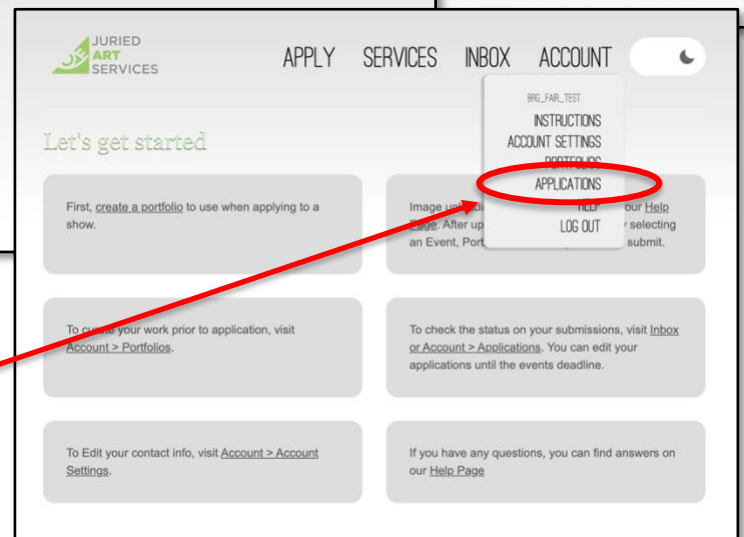 JURIED
ART
SERVICES
APPLY SERVICES INBOX ACCOUNT
BRG_FAIR_TEST
INSTRUCTIONS
ACCOUNT SETTINGS
PORTFOLIOS
APPLICATIONS
HELP
LOG OUT
Let's get started
First, create a portfolio to use when applying to a
show.
Image our Help
Page. After up selecting
an Event, Port submit.
To curate your work prior to application, visit
Account > Portfolios.
To check the status on your submissions, visit Inbox
or Account > Applications. You can edit your
applications until the events deadline.
To Edit your contact info, visit Account > Account
Settings.
If you have any questions, you can find answers on
our Help Page